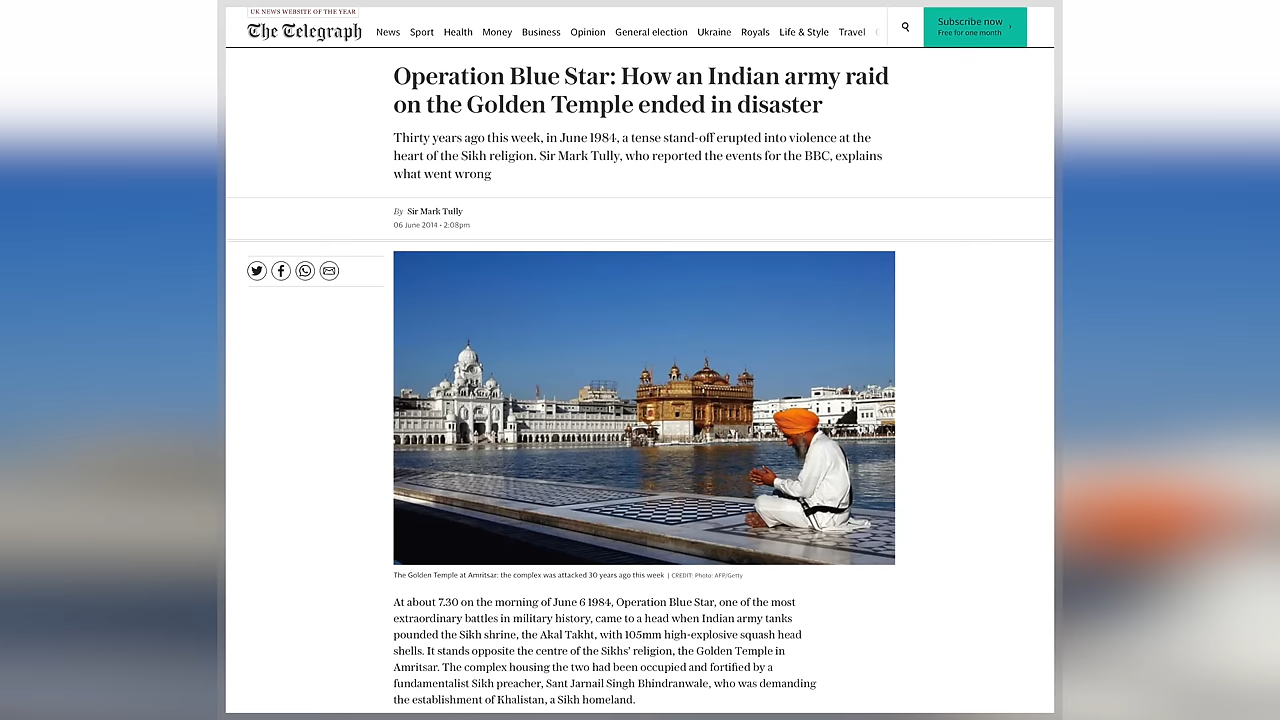 UK NEWS WEBSITE OF THE YEAR
The Telegraph
News Sport Health Money Business Opinion General election Ukraine Royals Life & Style Travel
Subscribe now
Free for one month
Operation Blue Star: How an Indian army raid
on the Golden Temple ended in disaster
Thirty years ago this week, in June 1984, a tense stand-off erupted into violence at the
heart of the Sikh religion. Sir Mark Tully, who reported the events for the BBC, explains
what went wrong
By Sir Mark Tully
06 June 2014 • 2:08pm
The Golden Temple at Amritsar: the complex was attacked 30 years ago this week | CREDIT: Photo: AFP/Getty
At about 7.30 on the morning of June 6 1984, Operation Blue Star, one of the most
extraordinary battles in military history, came to a head when Indian army tanks
pounded the Sikh shrine, the Akal Takht, with 105mm high-explosive squash head
shells. It stands opposite the centre of the Sikhs' religion, the Golden Temple in
Amritsar. The complex housing the two had been occupied and fortified by a
fundamentalist Sikh preacher, Sant Jarnail Singh Bhindranwale, who was demanding
the establishment of Khalistan, a Sikh homeland.